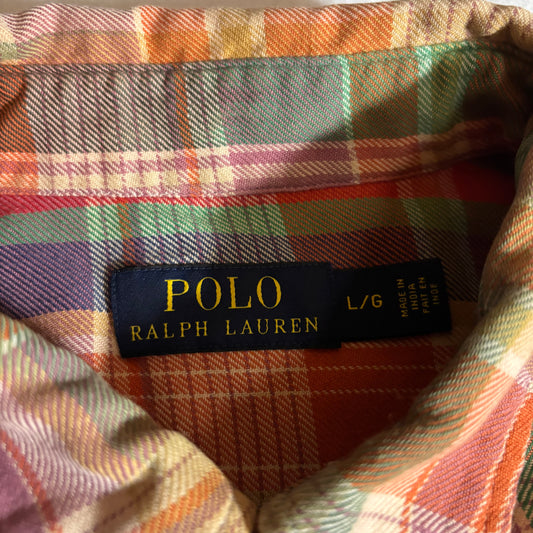 POLO
RALPH LAUREN
L/G
MADE IN
INDIA
FAIT EN
INDE